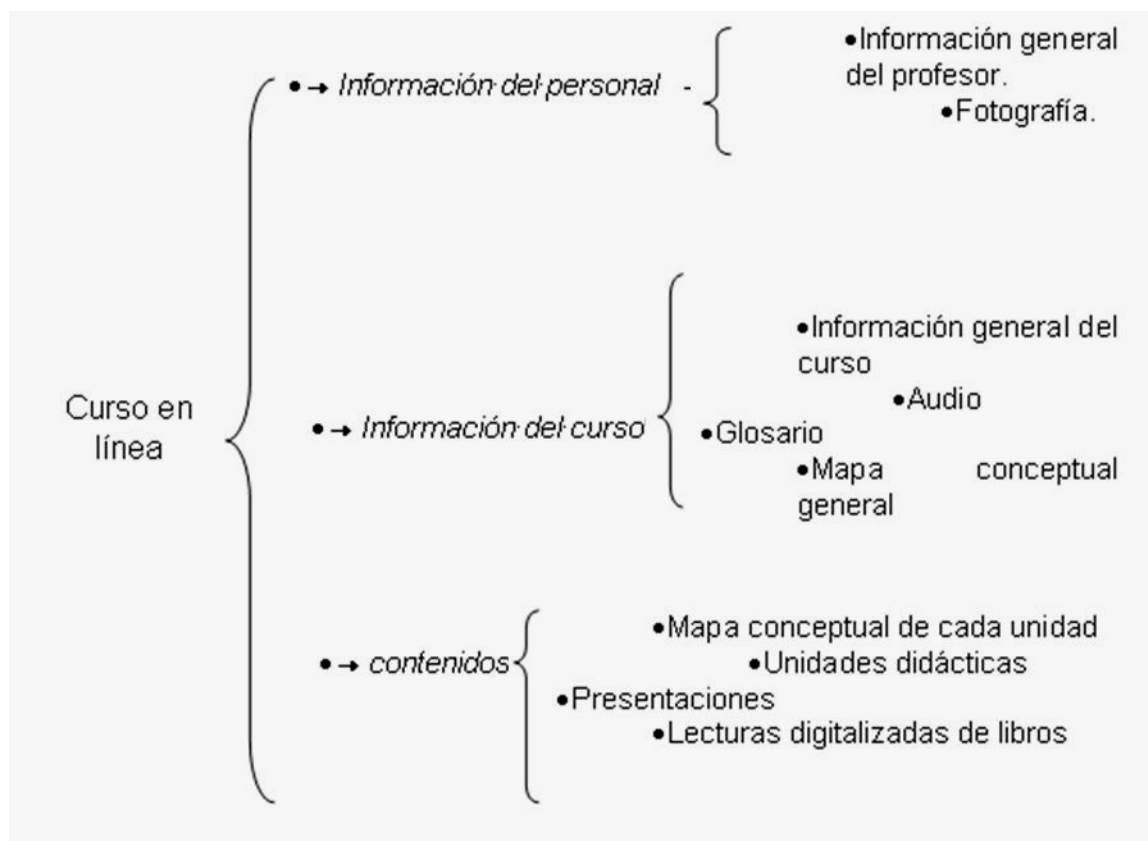 Curso en
línea
•→ Información del personal -
•Información general
del profesor.
•Fotografía.
•→ Información del curso
•Información general del
curso
•Audio
•Glosario
•Mapa conceptual
general
•→ contenidos
•Mapa conceptual de cada unidad
•Unidades didácticas
•Presentaciones
•Lecturas digitalizadas de libros